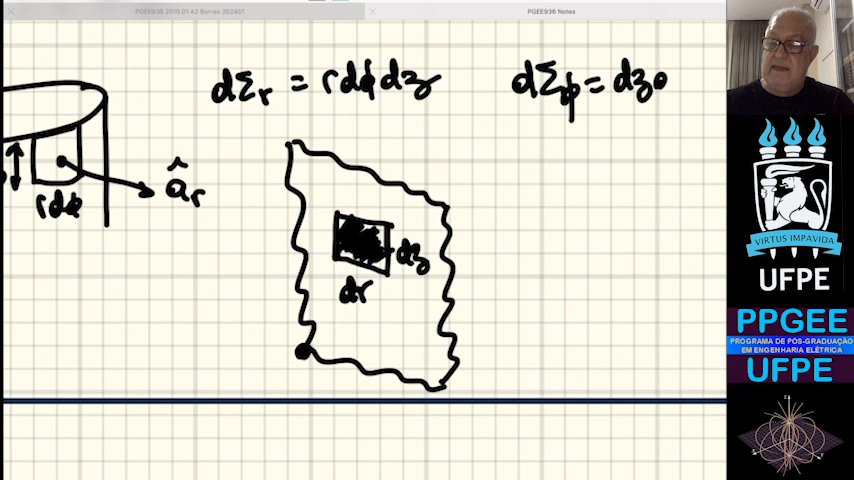 PGEE936 2019.01 A2 Borrao 202401
PGEE936 Notes
dΣr = rdϕdz
dΣϕ = dz
rdϕ
âr
dz
dr
VIRTUS IMPAVIDA
UFPE
PPGEE
PROGRAMA DE PÓS-GRADUAÇÃO
EM ENGENHARIA ELÉTRICA
UFPE